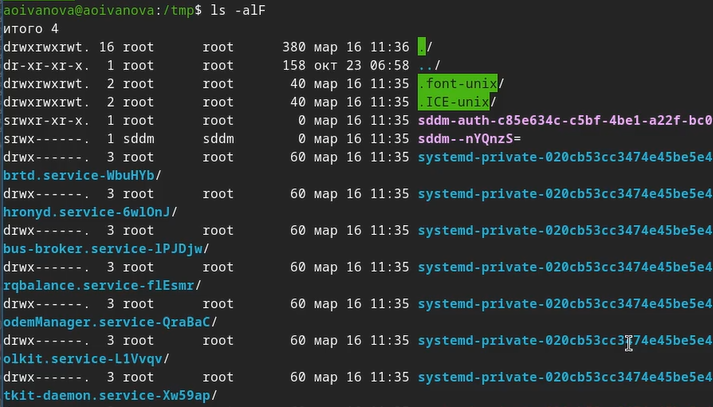 aoivanova@aoivanova:/tmp$ ls -alF
итого 4
drwxrwxrwt. 16 root root 380 мар 16 11:36 ./
dr-xr-xr-x. 1 root root 158 окт 23 06:58 ../
drwxrwxrwt. 2 root root 40 мар 16 11:35 .font-unix/
drwxrwxrwt. 2 root root 40 мар 16 11:35 .ICE-unix/
srwxr-xr-x. 1 root root 0 мар 16 11:35 sddm-auth-c85e634c-c5bf-4be1-a22f-bc0
srwx------. 1 sddm sddm 0 мар 16 11:35 sddm--nYQnzS=
drwx------. 3 root root 60 мар 16 11:35 systemd-private-020cb53cc3474e45be5e4
brtd.service-WbuHYb/
drwx------. 3 root root 60 мар 16 11:35 systemd-private-020cb53cc3474e45be5e4
hronyd.service-6wlOnJ/
drwx------. 3 root root 60 мар 16 11:35 systemd-private-020cb53cc3474e45be5e4
bus-broker.service-lPJDjw/
drwx------. 3 root root 60 мар 16 11:35 systemd-private-020cb53cc3474e45be5e4
rqbalance.service-flEsmr/
drwx------. 3 root root 60 мар 16 11:35 systemd-private-020cb53cc3474e45be5e4
odemManager.service-QraBaC/
drwx------. 3 root root 60 мар 16 11:35 systemd-private-020cb53cc3474e45be5e4
olkit.service-L1Vvqv/
drwx------. 3 root root 60 мар 16 11:35 systemd-private-020cb53cc3474e45be5e4
tkit-daemon.service-Xw59ap/